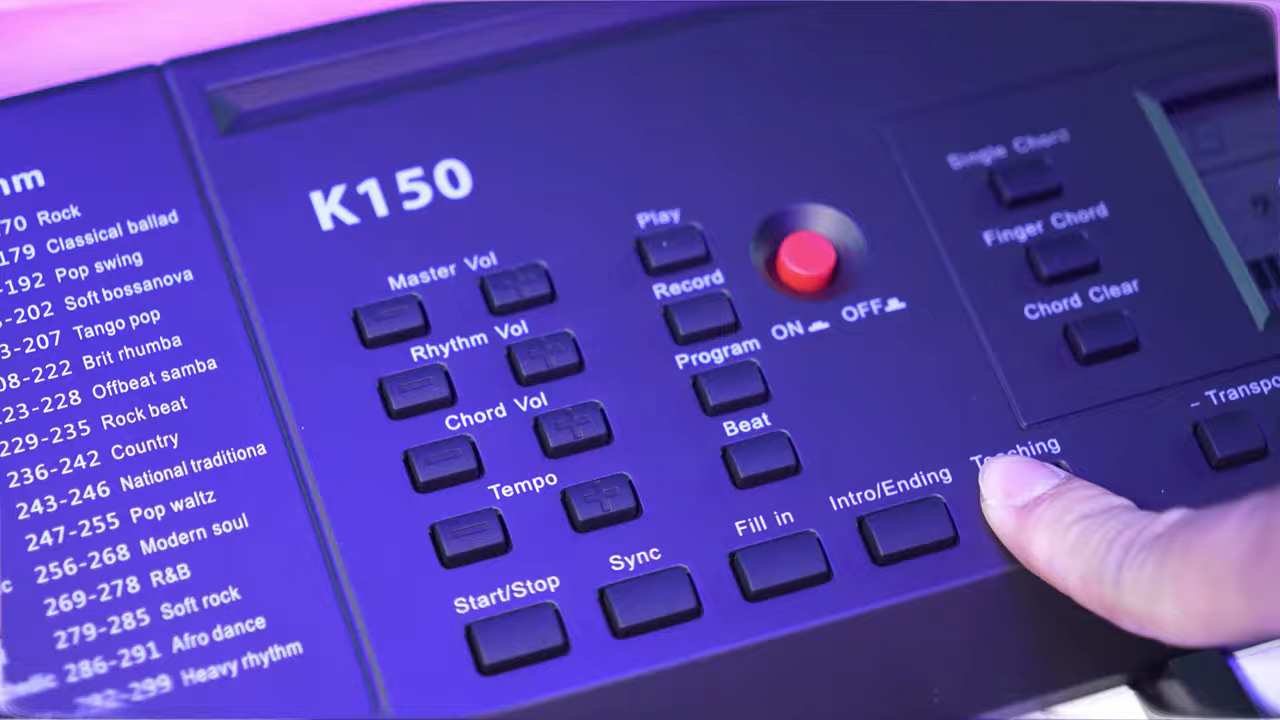 70 Rock
179 Classical ballad
-192 Pop swing
-202 Soft bossanova
3-207 Tango pop
08-222 Brit rhumba
223-228 Offbeat samba
229-235 Rock beat
236-242 Country
243-246 National traditiona
247-255 Pop waltz
256-268 Modern soul
269-278 R&B
279-285 Soft rock
286-291 Afro dance
292-299 Heavy rhythm
K150
Master Vol
Rhythm Vol
Chord Vol
Tempo
Start/Stop
Sync
Fill in
Intro/Ending
Teaching
Play
Record
Program
Beat
ON OFF
Single Chord
Finger Chord
Chord Clear
– Transpo